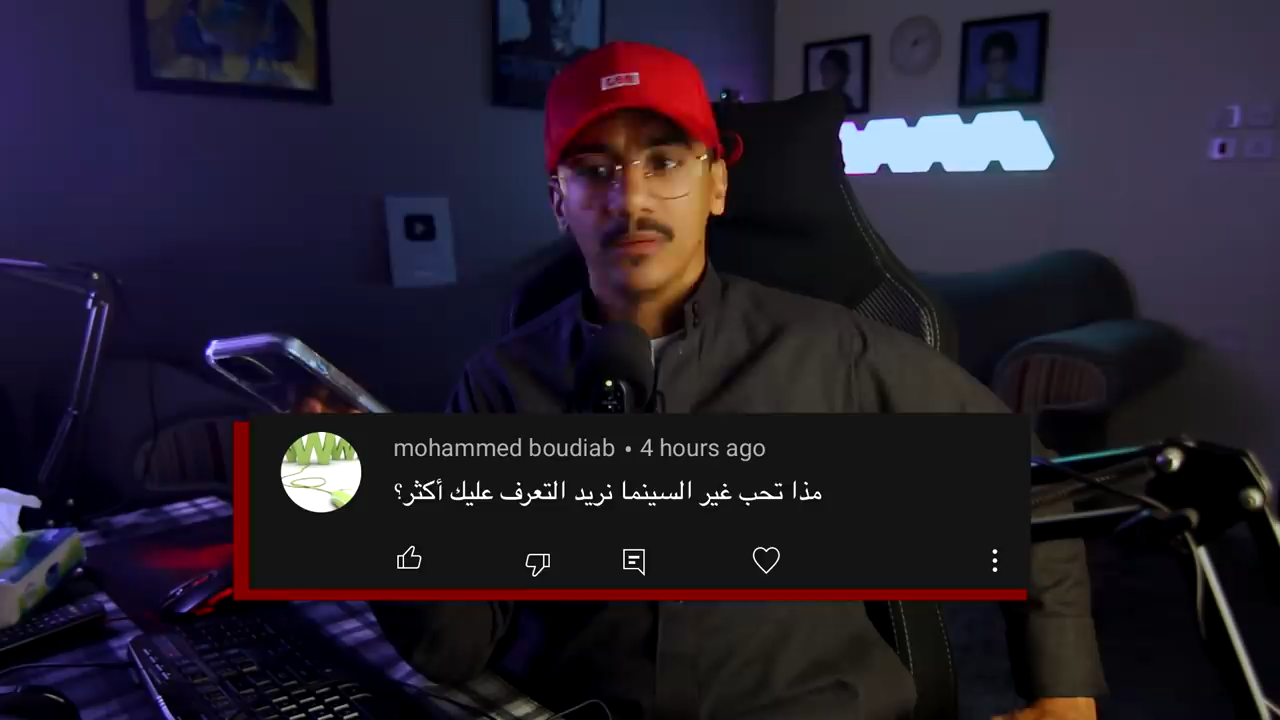 mohammed boudiab • 4 hours ago
مذا تحب غير السينما نريد التعرف عليك أكثر؟